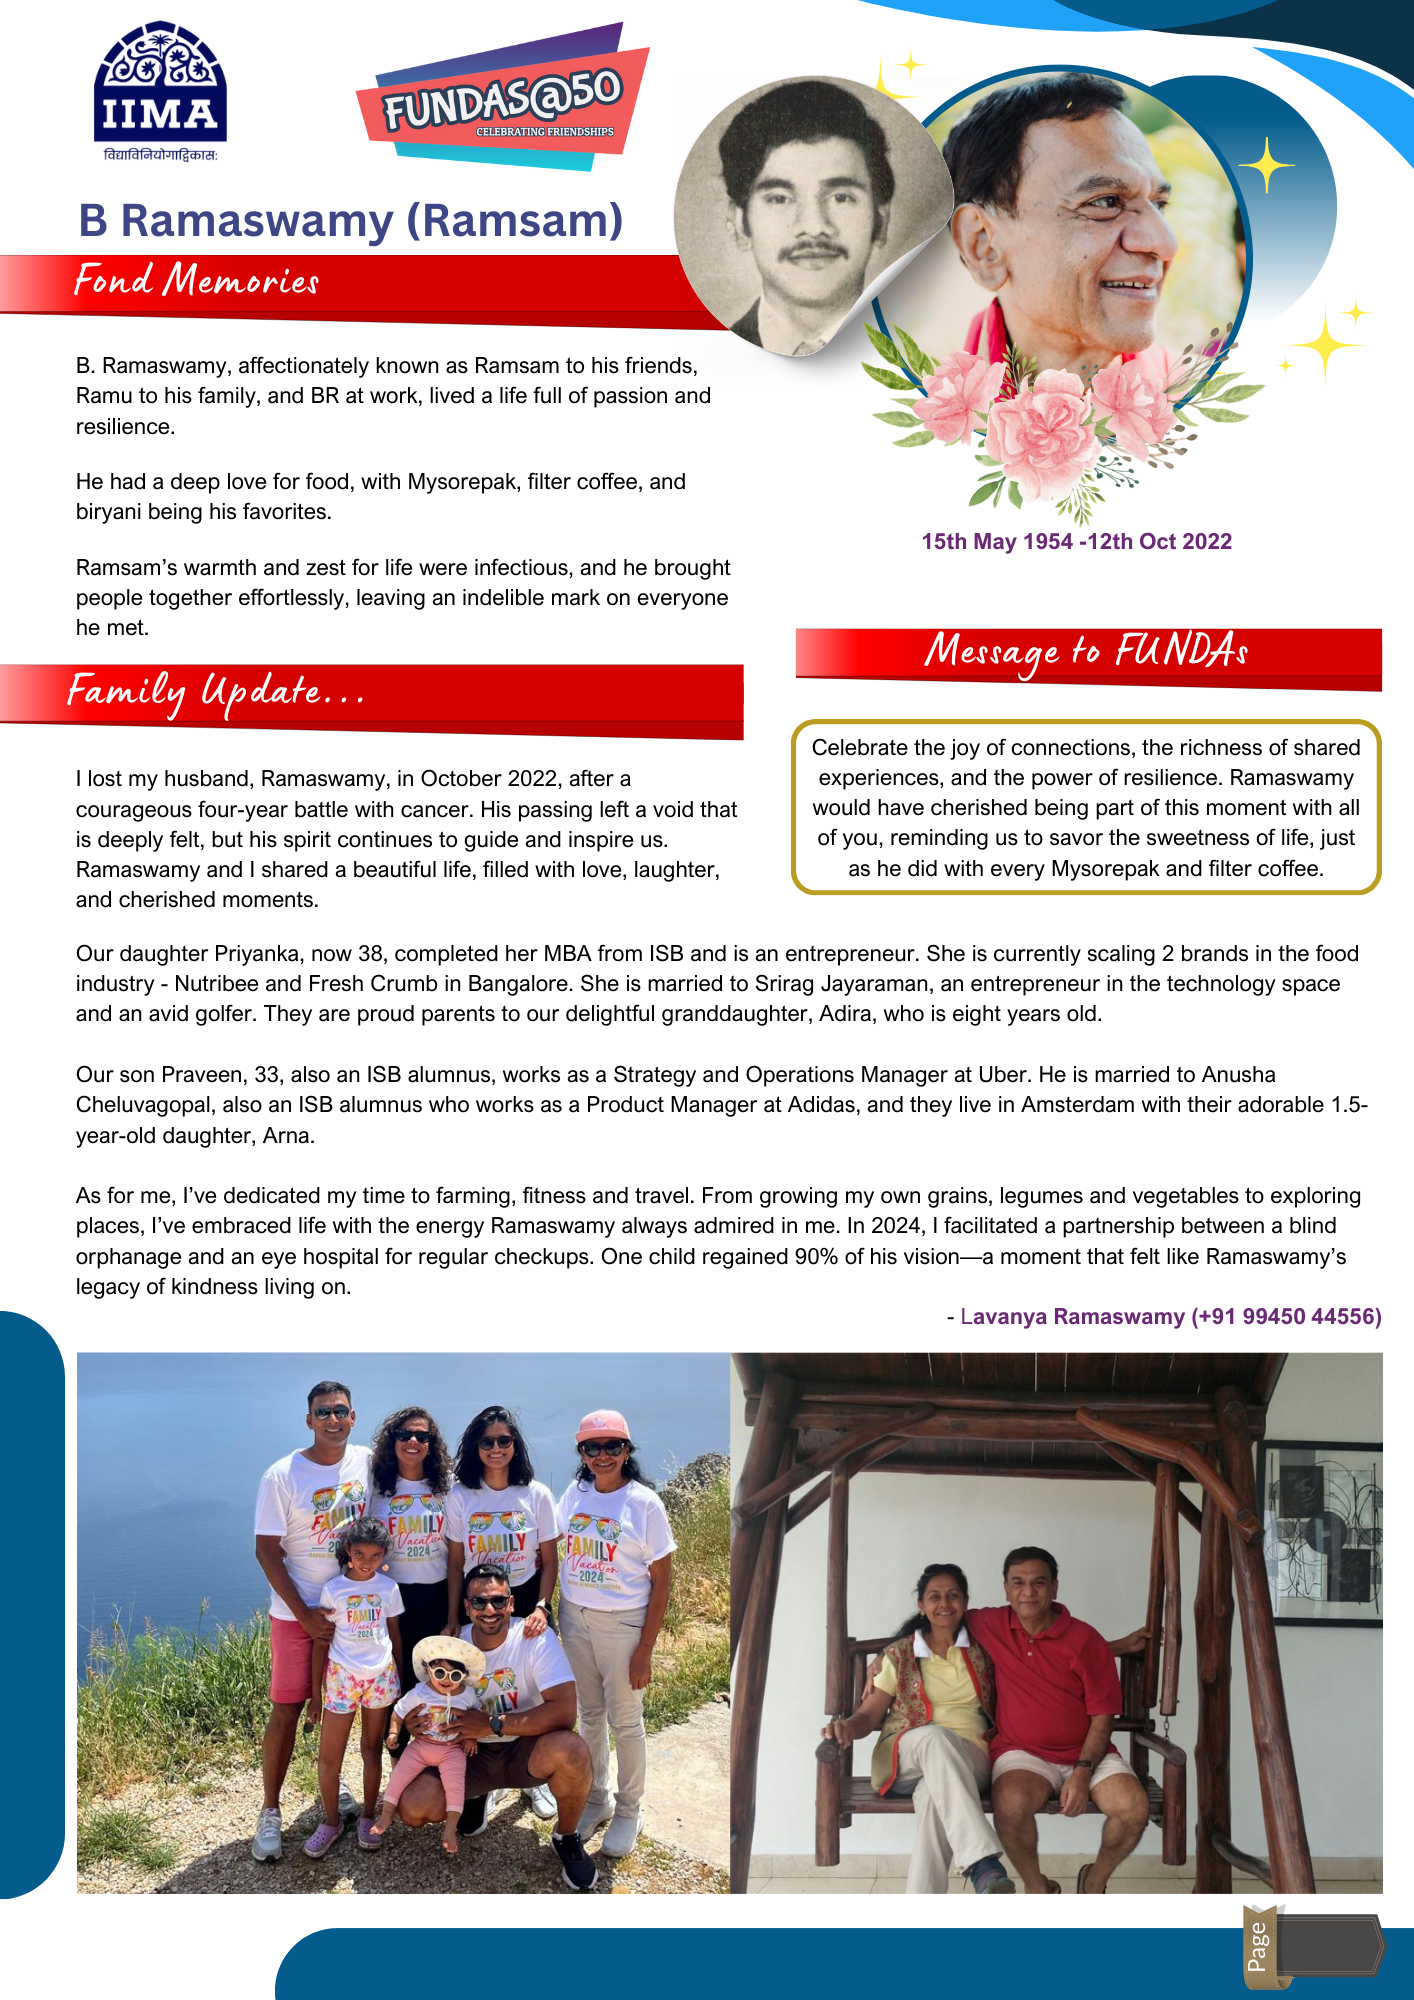 IIMA
विद्याविनियोगाद्विकास:
FUNDAS@50
CELEBRATING FRIENDSHIPS
B Ramaswamy (Ramsam)
Fond Memories
B. Ramaswamy, affectionately known as Ramsam to his friends,
Ramu to his family, and BR at work, lived a life full of passion and
resilience.
He had a deep love for food, with Mysorepak, filter coffee, and
biryani being his favorites.
Ramsam’s warmth and zest for life were infectious, and he brought
people together effortlessly, leaving an indelible mark on everyone
he met.
15th May 1954 -12th Oct 2022
Family Update...
I lost my husband, Ramaswamy, in October 2022, after a
courageous four-year battle with cancer. His passing left a void that
is deeply felt, but his spirit continues to guide and inspire us.
Ramaswamy and I shared a beautiful life, filled with love, laughter,
and cherished moments.
Message to FUNDAs
Celebrate the joy of connections, the richness of shared
experiences, and the power of resilience. Ramaswamy
would have cherished being part of this moment with all
of you, reminding us to savor the sweetness of life, just
as he did with every Mysorepak and filter coffee.
Our daughter Priyanka, now 38, completed her MBA from ISB and is an entrepreneur. She is currently scaling 2 brands in the food
industry - Nutribee and Fresh Crumb in Bangalore. She is married to Srirag Jayaraman, an entrepreneur in the technology space
and an avid golfer. They are proud parents to our delightful granddaughter, Adira, who is eight years old.
Our son Praveen, 33, also an ISB alumnus, works as a Strategy and Operations Manager at Uber. He is married to Anusha
Cheluvagopal, also an ISB alumnus who works as a Product Manager at Adidas, and they live in Amsterdam with their adorable 1.5-
year-old daughter, Arna.
As for me, I’ve dedicated my time to farming, fitness and travel. From growing my own grains, legumes and vegetables to exploring
places, I’ve embraced life with the energy Ramaswamy always admired in me. In 2024, I facilitated a partnership between a blind
orphanage and an eye hospital for regular checkups. One child regained 90% of his vision—a moment that felt like Ramaswamy’s
legacy of kindness living on.
- Lavanya Ramaswamy (+91 99450 44556)
FAMILY
Vacation
FAMILY
Vacation
2024
FAMILY
Vacation
FAMILY
Vacation
2024
FAMILY
Vacation
2024
Page